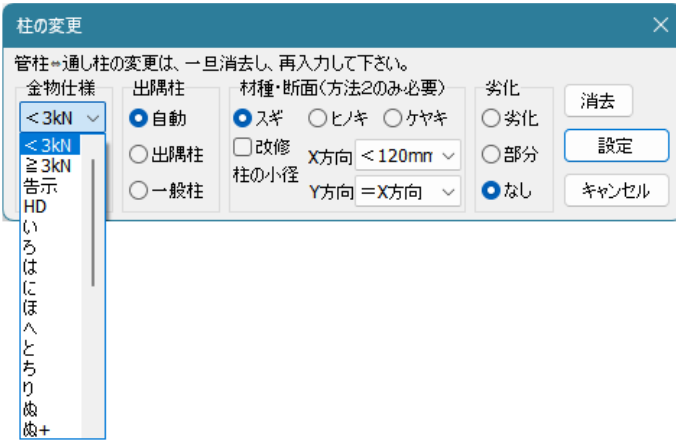 柱の変更
管柱⇔通し柱の変更は、一旦消去し、再入力して下さい。
金物仕様 出隅柱 材種・断面(方法2のみ必要) 劣化
<3kN 自動 スギ ヒノキ ケヤキ 劣化 消去
出隅柱 改修 X方向 <120mm 部分 設定
柱の小径
一般柱 Y方向 =X方向 なし キャンセル
<3kN
≧3kN
告示
HD
い
ろ
は
に
ほ
へ
と
ち
り
ぬ
ぬ+